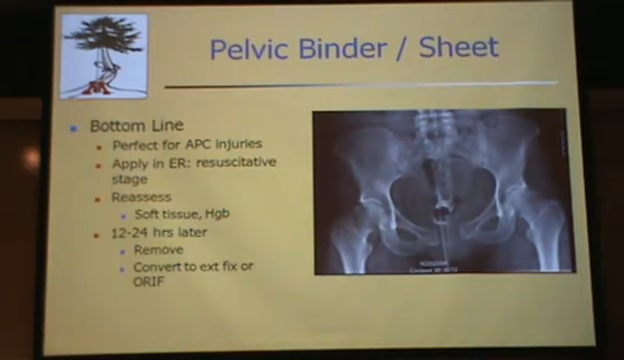 Pelvic Binder / Sheet
Bottom Line
Perfect for APC injuries
Apply in ER: resuscitative
stage
Reassess
Soft tissue, Hgb
12-24 hrs later
Remove
Convert to ext fix or
ORIF